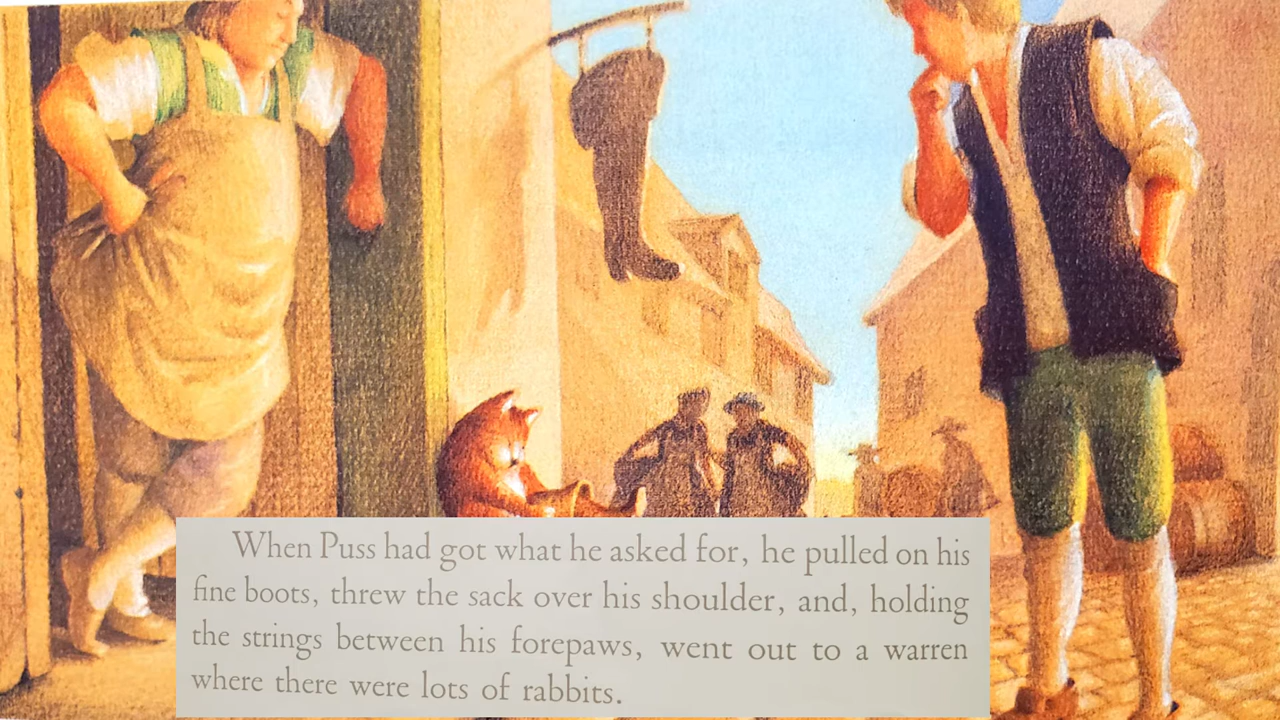 When Puss had got what he asked for, he pulled on his
fine boots, threw the sack over his shoulder, and, holding
the strings between his forepaws, went out to a warren
where there were lots of rabbits.